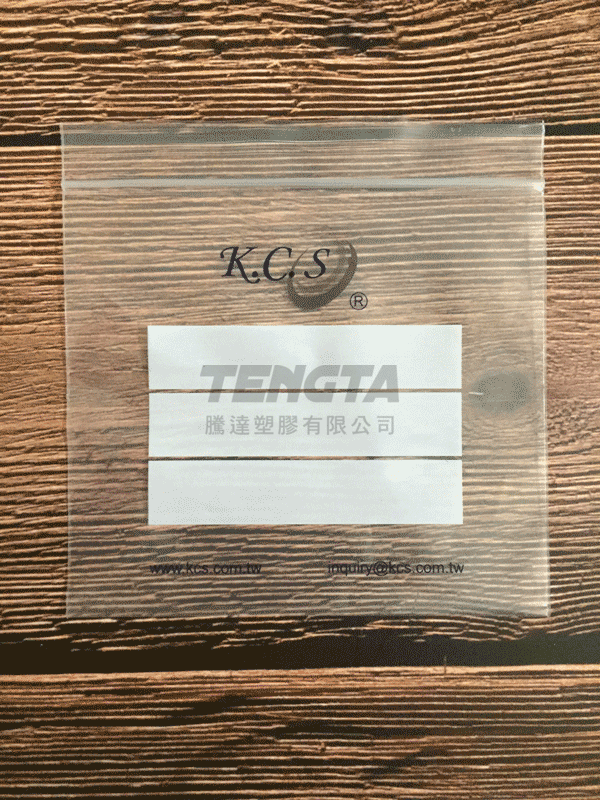 K.C.S
®
TENGTA
騰達塑膠有限公司
www.kcs.com.tw inquiry@kcs.com.tw